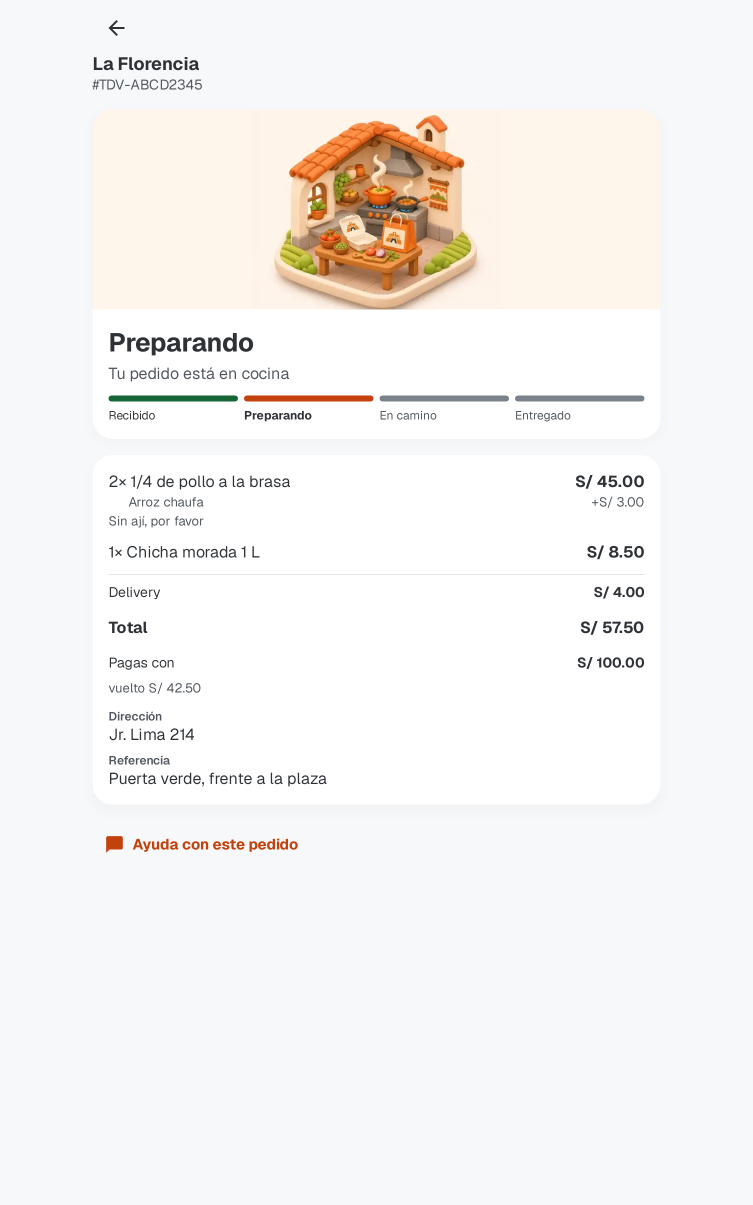 La Florencia
#TDV-ABCD2345
Preparando
Tu pedido está en cocina
Recibido
Preparando
En camino
Entregado
2× 1/4 de pollo a la brasa S/ 45.00
Arroz chaufa +S/ 3.00
Sin ají, por favor
1× Chicha morada 1 L S/ 8.50
Delivery S/ 4.00
Total S/ 57.50
Pagas con S/ 100.00
vuelto S/ 42.50
Dirección
Jr. Lima 214
Referencia
Puerta verde, frente a la plaza
Ayuda con este pedido